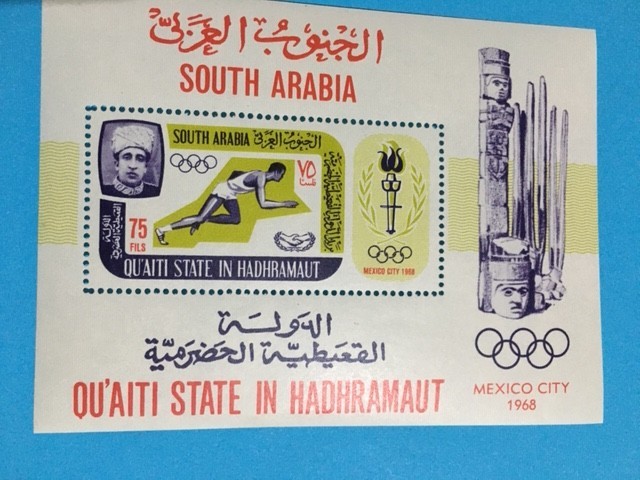 الجنوب العربي
SOUTH ARABIA
SOUTH ARABIA الجنوب العربي
٧٥
فلساً
75
FILS
QU'AITI STATE IN HADHRAMAUT
MEXICO CITY 1968
الدولة
القعيطية الحضرمية
QU'AITI STATE IN HADHRAMAUT
MEXICO CITY
1968